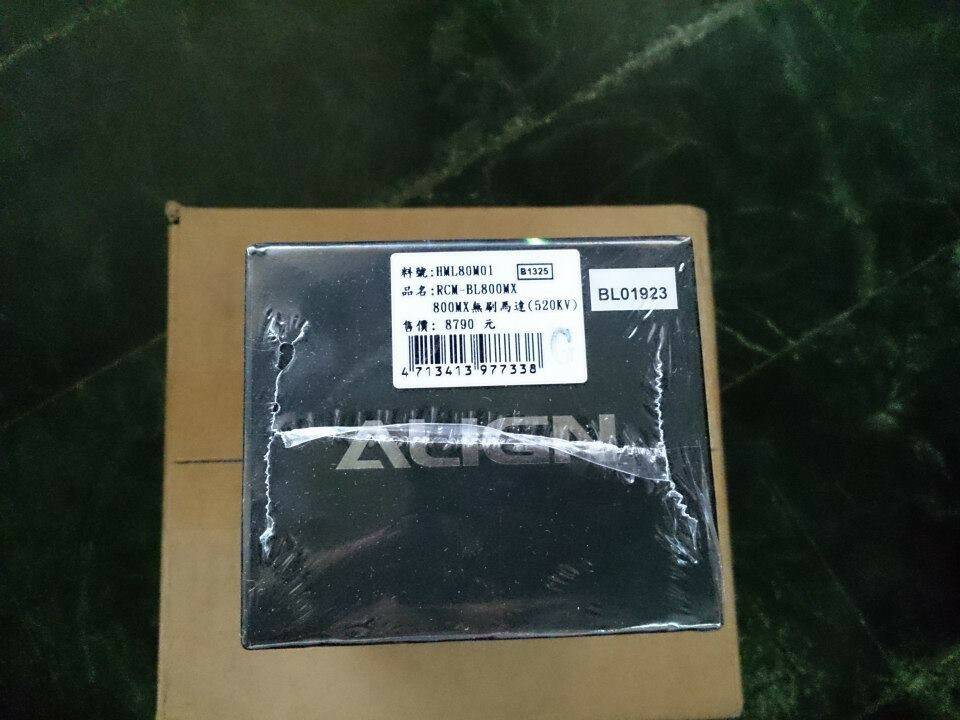 料號:HML80M01 B1325
品名:RCM-BL800MX
800MX無刷馬達(520KV)
售價: 8790 元
4713413977338
G
BL01923
ALIGN